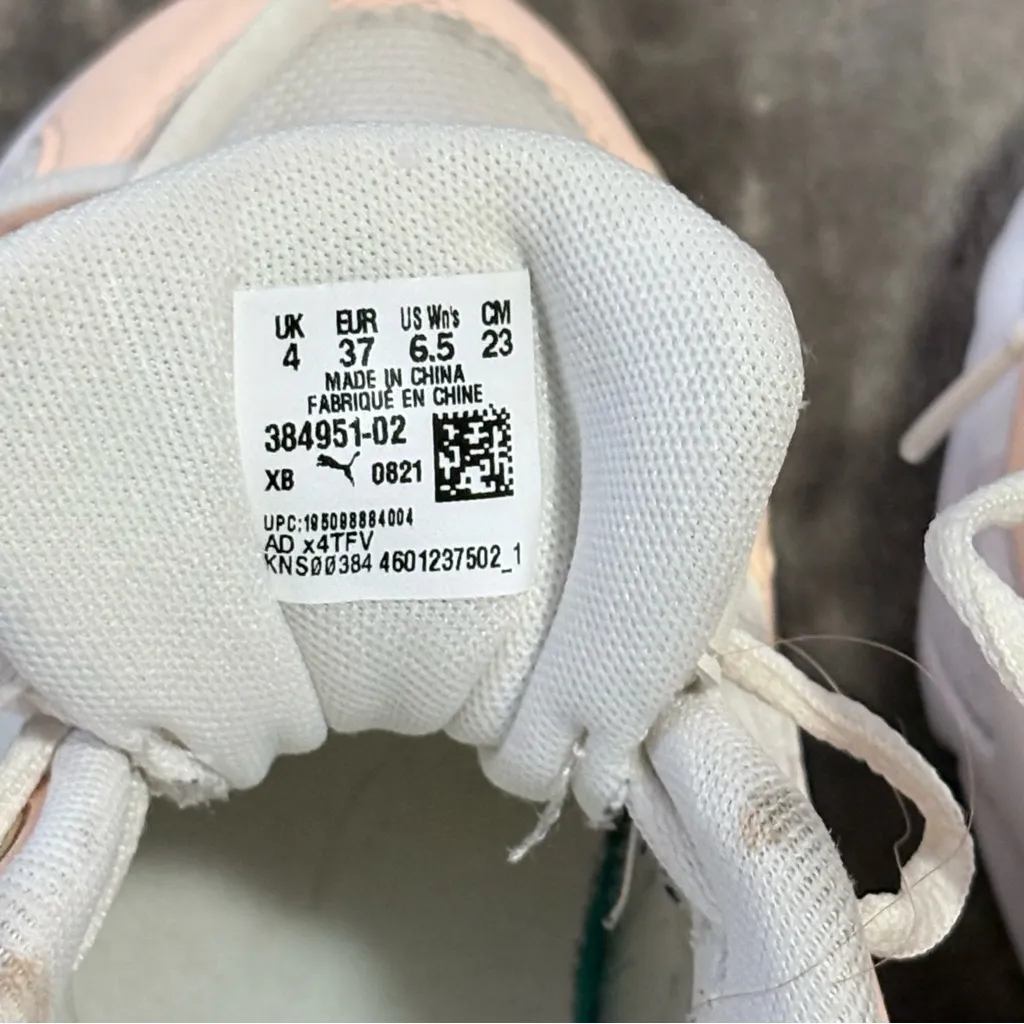 UK EUR US Wn's CM
4 37 6.5 23
MADE IN CHINA
FABRIQUÉ EN CHINE
384951-02
XB 0821
UPC:195098884004
AD x4TFV
KNS00384 4601237502_1